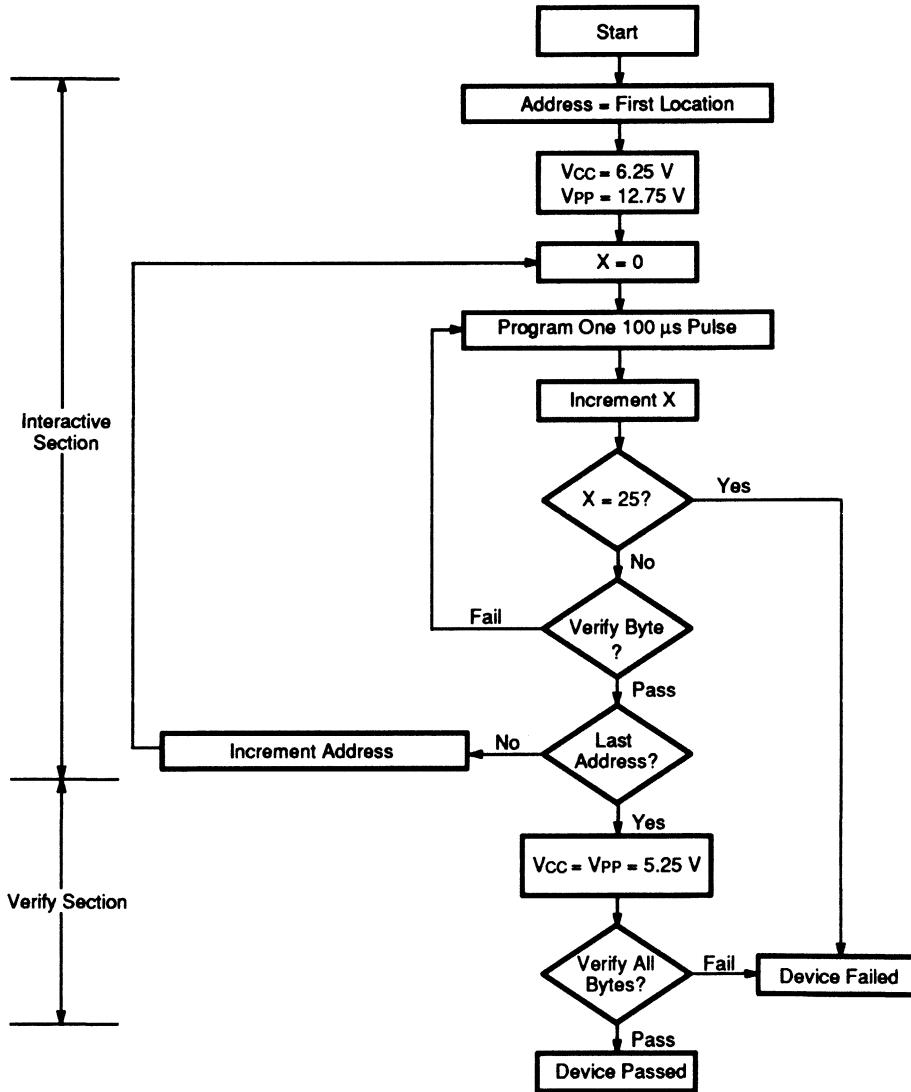 Start
Address = First Location
VCC = 6.25 V
VPP = 12.75 V
X = 0
Program One 100 μs Pulse
Increment X
Interactive
Section
X = 25?
Yes
No
Fail
Verify Byte
?
Pass
Increment Address
No
Last
Address?
Yes
VCC = VPP = 5.25 V
Verify Section
Verify All
Bytes?
Fail
Device Failed
Pass
Device Passed